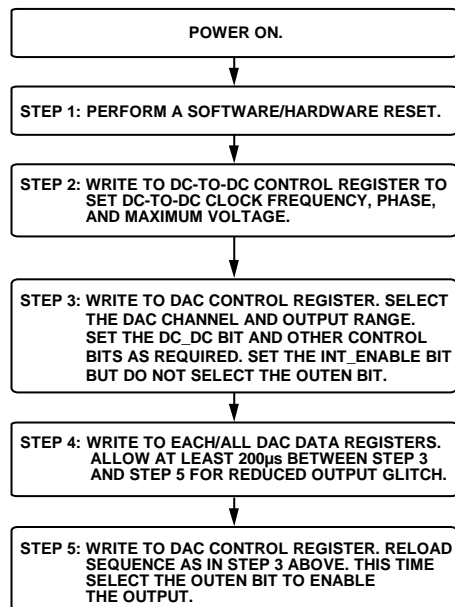 POWER ON.
STEP 1: PERFORM A SOFTWARE/HARDWARE RESET.
STEP 2: WRITE TO DC-TO-DC CONTROL REGISTER TO
SET DC-TO-DC CLOCK FREQUENCY, PHASE,
AND MAXIMUM VOLTAGE.
STEP 3: WRITE TO DAC CONTROL REGISTER. SELECT
THE DAC CHANNEL AND OUTPUT RANGE.
SET THE DC_DC BIT AND OTHER CONTROL
BITS AS REQUIRED. SET THE INT_ENABLE BIT
BUT DO NOT SELECT THE OUTEN BIT.
STEP 4: WRITE TO EACH/ALL DAC DATA REGISTERS.
ALLOW AT LEAST 200µs BETWEEN STEP 3
AND STEP 5 FOR REDUCED OUTPUT GLITCH.
STEP 5: WRITE TO DAC CONTROL REGISTER. RELOAD
SEQUENCE AS IN STEP 3 ABOVE. THIS TIME
SELECT THE OUTEN BIT TO ENABLE
THE OUTPUT.